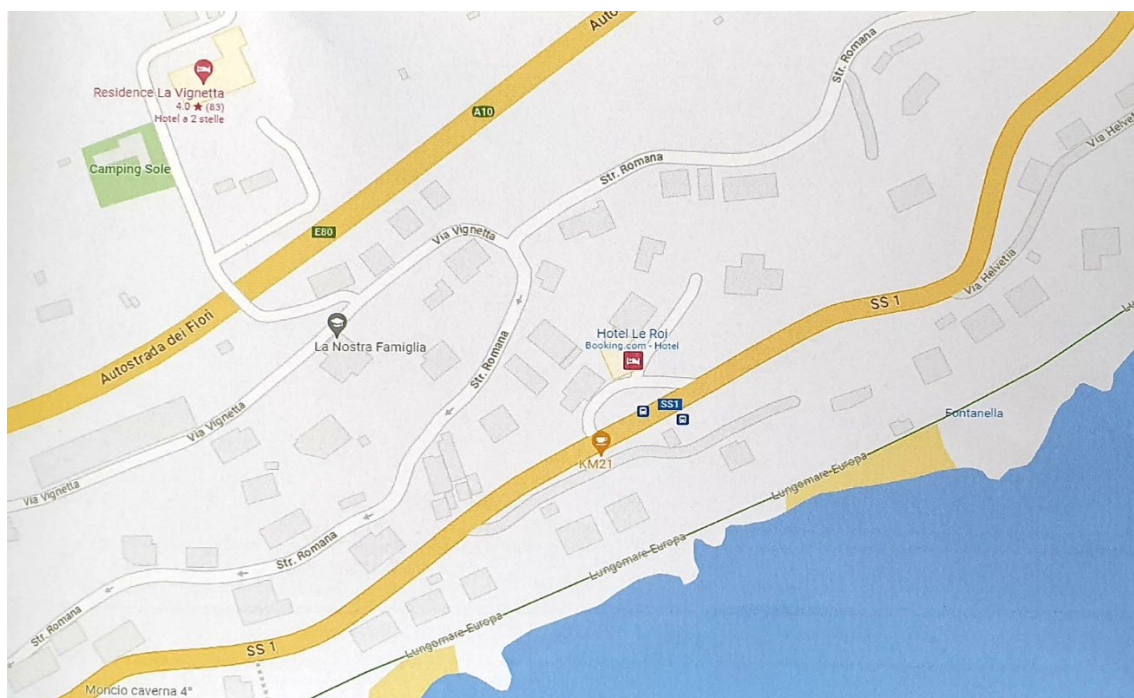 Auto
Str. Romana
Residence La Vignetta
4.0 ★ (83)
Hotel a 2 stelle
A10
Via Helvetia
Camping Sole
Str. Romana
E80
Via Vignetta
Via Helvetia
SS 1
Autostrada dei Fiori
La Nostra Famiglia
Hotel Le Roi
Booking.com - Hotel
Str. Romana
SS1
Via Vignetta
Fontanella
KM21
Lungomare Europa
Via Vignetta
Str. Romana
Lungomare Europa
Str. Romana
Lungomare Europa
SS 1
Moncio caverna 4°